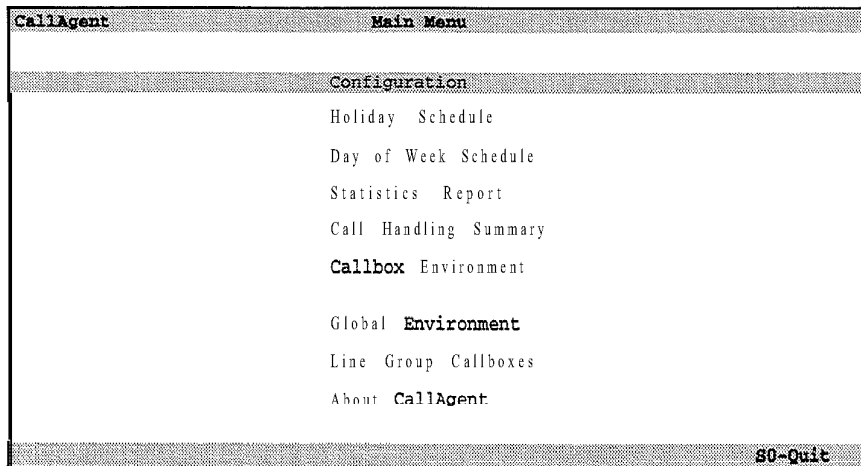 CallAgent Main Menu
Configuration
Holiday Schedule
Day of Week Schedule
Statistics Report
Call Handling Summary
Callbox Environment
Global Environment
Line Group Callboxes
About CallAgent
S0-Quit